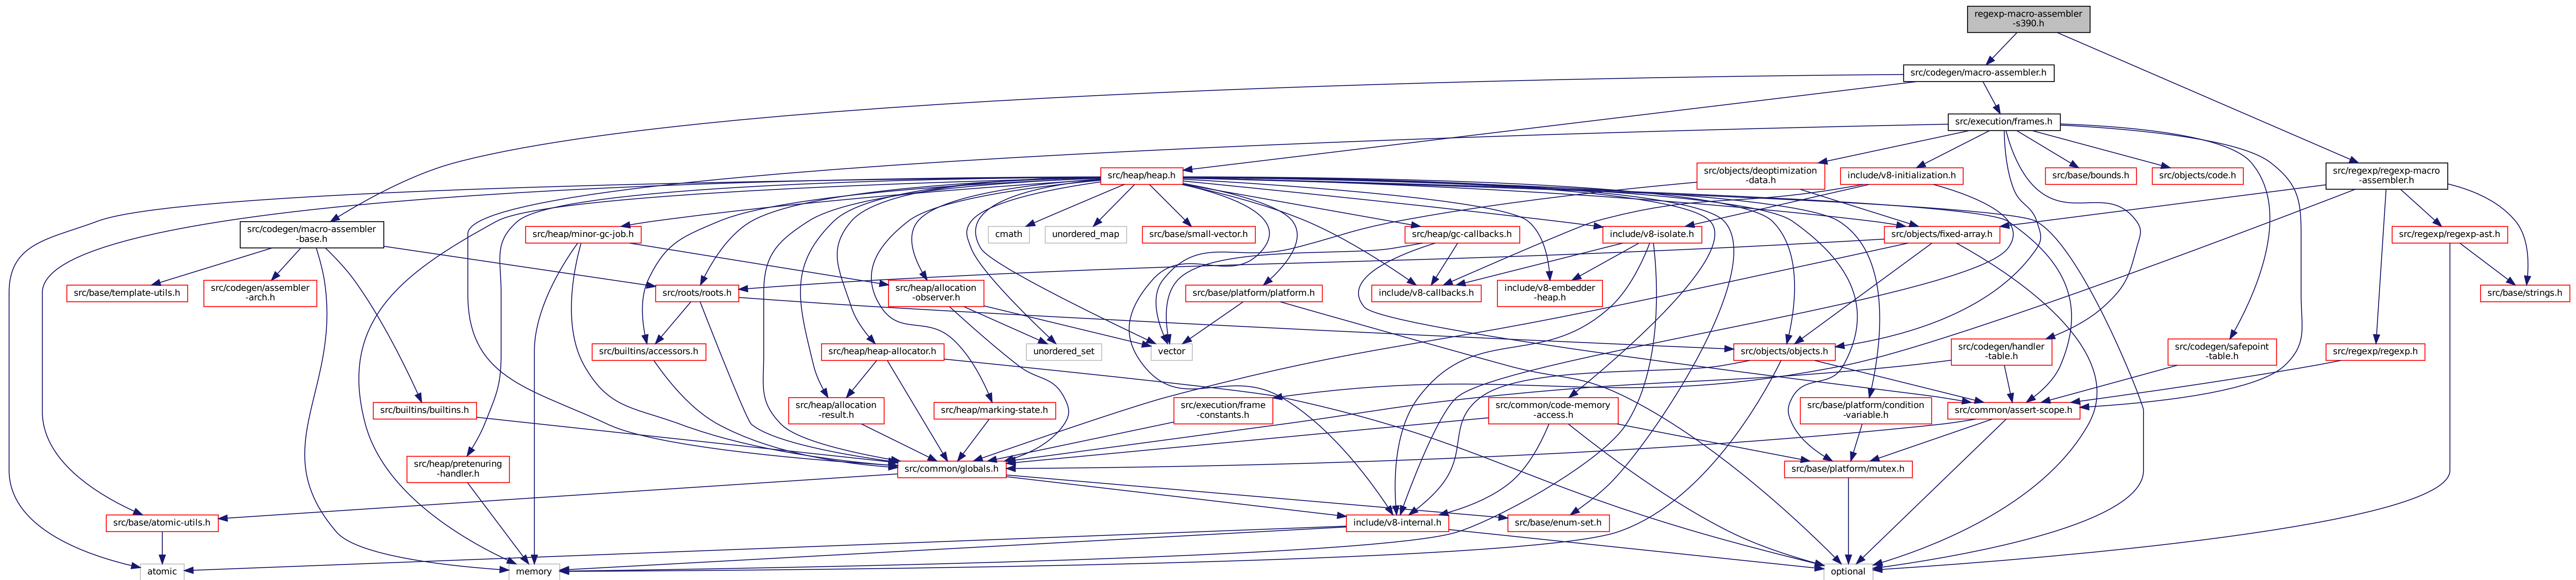 regexp-macro-assembler
-s390.h
src/codegen/macro-assembler.h
src/execution/frames.h
src/heap/heap.h
src/objects/deoptimization
-data.h
include/v8-initialization.h
src/base/bounds.h
src/objects/code.h
src/regexp/regexp-macro
-assembler.h
src/codegen/macro-assembler
-base.h
src/heap/minor-gc-job.h
cmath
unordered_map
src/base/small-vector.h
src/heap/gc-callbacks.h
include/v8-isolate.h
src/objects/fixed-array.h
src/regexp/regexp-ast.h
src/base/template-utils.h
src/codegen/assembler
-arch.h
src/roots/roots.h
src/heap/allocation
-observer.h
src/base/platform/platform.h
include/v8-callbacks.h
include/v8-embedder
-heap.h
src/base/strings.h
src/builtins/accessors.h
src/heap/heap-allocator.h
unordered_set
vector
src/objects/objects.h
src/codegen/handler
-table.h
src/codegen/safepoint
-table.h
src/regexp/regexp.h
src/builtins/builtins.h
src/heap/allocation
-result.h
src/heap/marking-state.h
src/execution/frame
-constants.h
src/common/code-memory
-access.h
src/base/platform/condition
-variable.h
src/common/assert-scope.h
src/heap/pretenuring
-handler.h
src/common/globals.h
src/base/platform/mutex.h
src/base/atomic-utils.h
include/v8-internal.h
src/base/enum-set.h
atomic
memory
optional